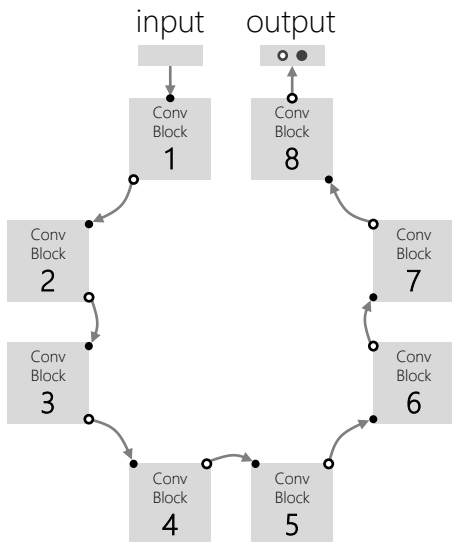 input
output
Conv
Block
1
Conv
Block
8
Conv
Block
2
Conv
Block
7
Conv
Block
3
Conv
Block
6
Conv
Block
4
Conv
Block
5